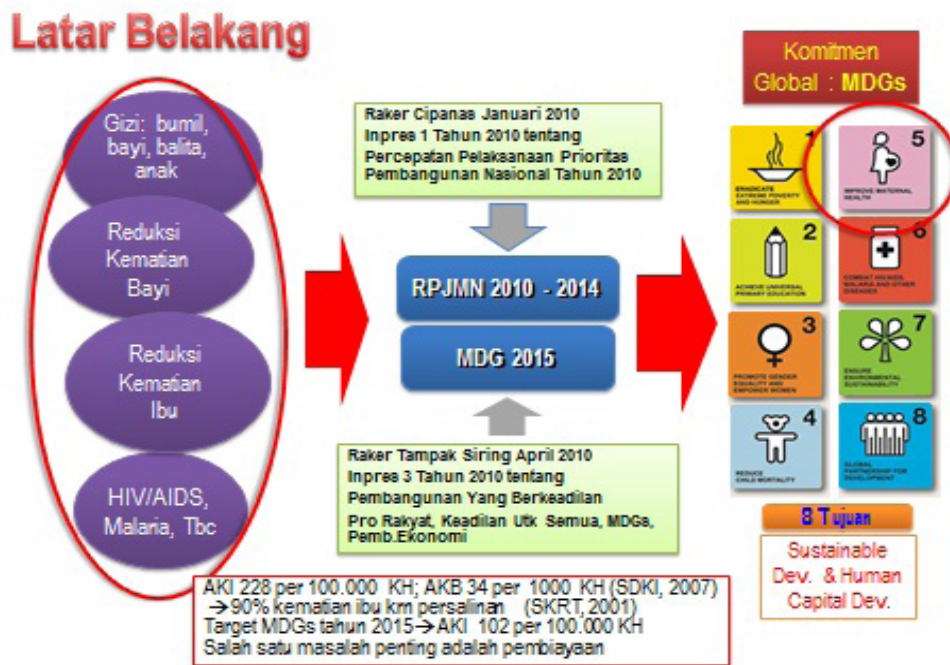 Latar Belakang
Gizi: bumil,
bayi, balita,
anak
Reduksi
Kematian
Bayi
Reduksi
Kematian
Ibu
HIV/AIDS,
Malaria, Tbc
Raker Cipanas Januari 2010
Inpres 1 Tahun 2010 tentang
Percepatan Pelaksanaan Prioritas
Pembangunan Nasional Tahun 2010
RPJMN 2010 - 2014
MDG 2015
Raker Tampak Siring April 2010
Inpres 3 Tahun 2010 tentang
Pembangunan Yang Berkeadilan
Pro Rakyat, Keadilan Utk Semua, MDGs,
Pemb.Ekonomi
Komitmen
Global : MDGs
1
ERADICATE
EXTREME POVERTY
AND HUNGER
5
IMPROVE MATERNAL
HEALTH
2
ACHIEVE UNIVERSAL
PRIMARY EDUCATION
6
COMBAT HIV/AIDS,
MALARIA AND OTHER
DISEASES
3
PROMOTE GENDER
EQUALITY AND
EMPOWER WOMEN
7
ENSURE
ENVIRONMENTAL
SUSTAINABILITY
4
REDUCE
CHILD MORTALITY
8
GLOBAL
PARTNERSHIP FOR
DEVELOPMENT
8 Tujuan
Sustainable
Dev. & Human
Capital Dev.
AKI 228 per 100.000 KH; AKB 34 per 1000 KH (SDKI, 2007)
→90% kematian ibu krn persalinan (SKRT, 2001)
Target MDGs tahun 2015→AKI 102 per 100.000 KH
Salah satu masalah penting adalah pembiayaan